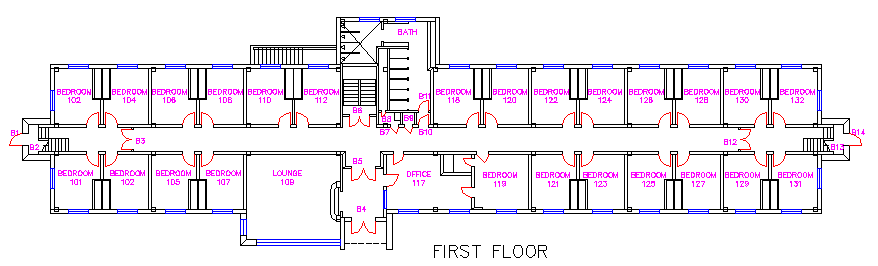 BATH
BEDROOM BEDROOM BEDROOM BEDROOM BEDROOM BEDROOM BEDROOM BEDROOM BEDROOM BEDROOM BEDROOM BEDROOM BEDROOM BEDROOM
102 104 106 108 110 112 118 120 122 124 126 128 130 132
B11
B6
B8 B9
B7 B10
B1 B14
B3 B12
B2 B13
B5
BEDROOM BEDROOM BEDROOM BEDROOM LOUNGE OFFICE BEDROOM BEDROOM BEDROOM BEDROOM BEDROOM BEDROOM BEDROOM
101 102 105 107 109 117 119 121 123 125 127 129 131
B4
FIRST FLOOR